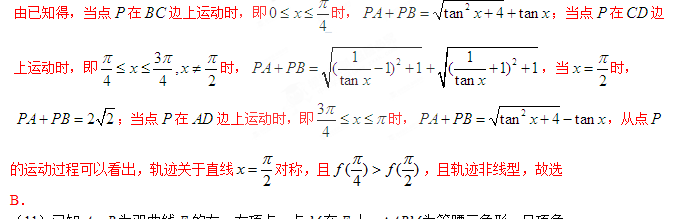 由已知得，当点 P 在 BC 边上运动时，即 0 ≤ x ≤ π/4 时，PA + PB = √(tan² x + 4) + tan x；当点 P 在 CD 边
上运动时，即 π/4 ≤ x ≤ 3π/4, x ≠ π/2 时，PA + PB = √((1/tan x − 1)² + 1) + √((1/tan x + 1)² + 1)，当 x = π/2 时，
PA + PB = 2√2；当点 P 在 AD 边上运动时，即 3π/4 ≤ x ≤ π 时，PA + PB = √(tan² x + 4) − tan x，从点 P
的运动过程可以看出，轨迹关于直线 x = π/2 对称，且 f(π/4) > f(π/2)，且轨迹非线型，故选
B．